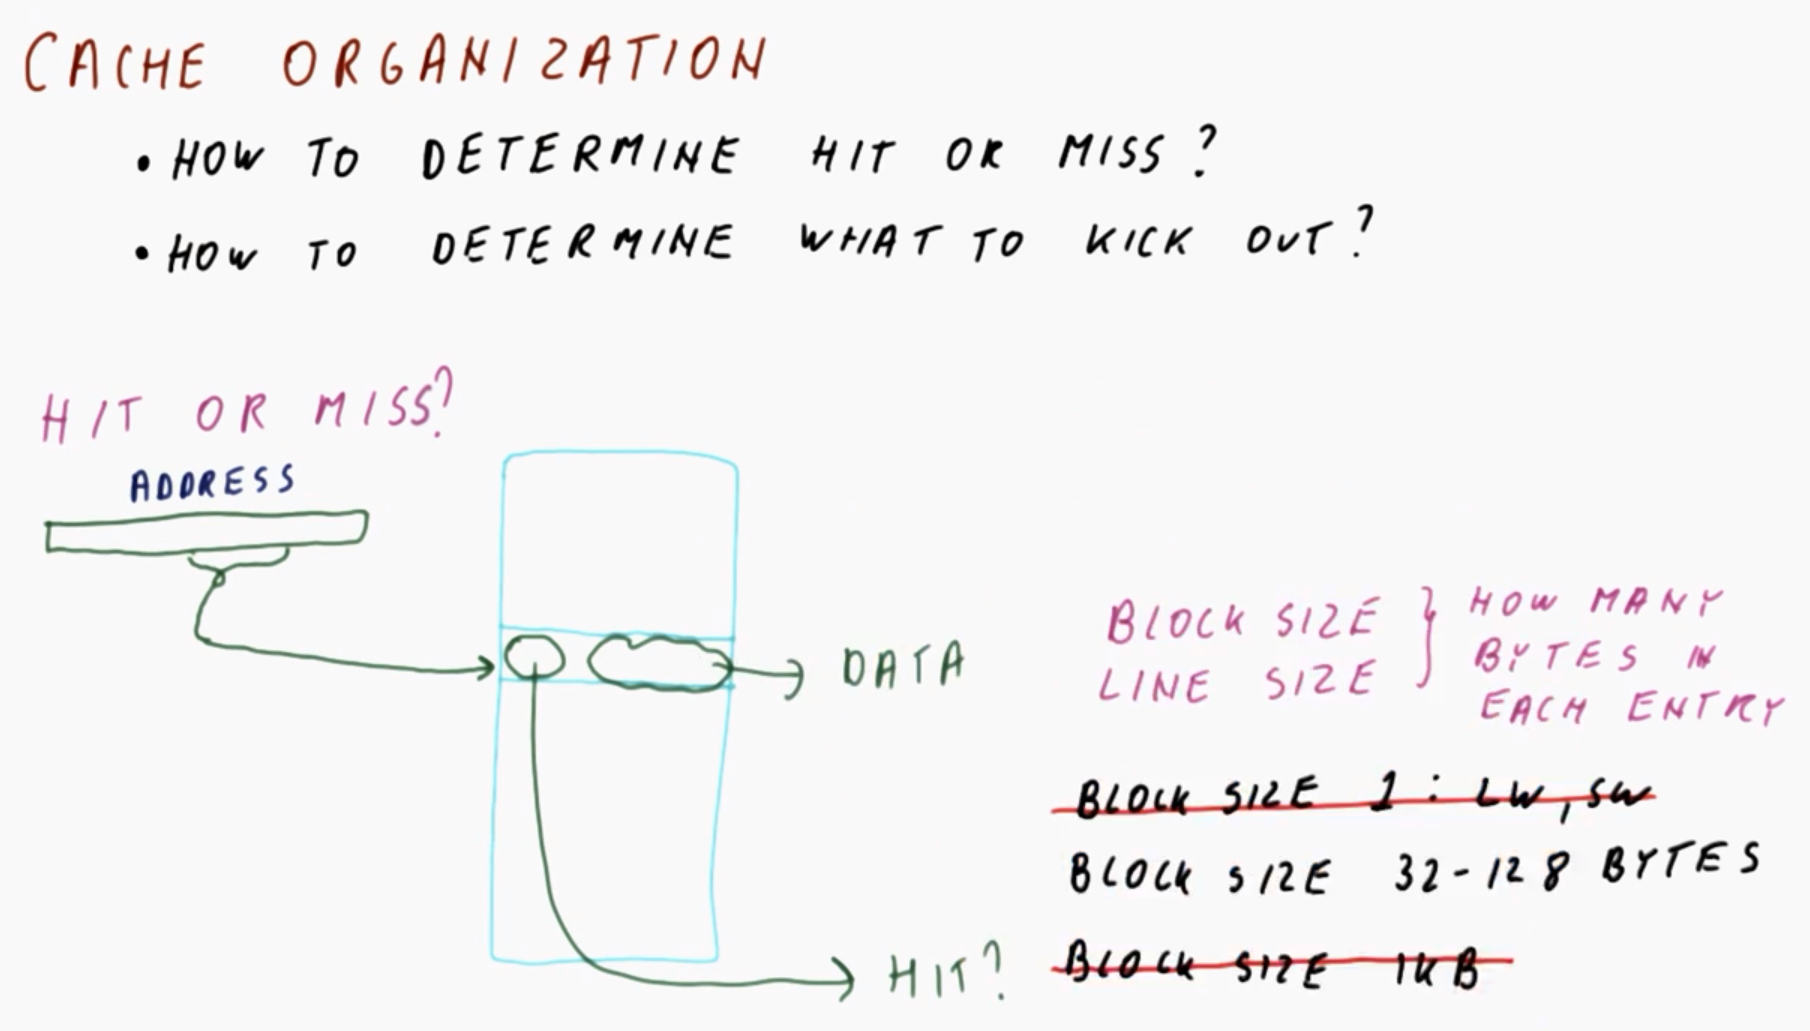 CACHE ORGANIZATION
• HOW TO DETERMINE HIT OR MISS?
• HOW TO DETERMINE WHAT TO KICK OUT?
HIT OR MISS?
ADDRESS
DATA
HIT?
BLOCK SIZE
LINE SIZE
HOW MANY
BYTES IN
EACH ENTRY
BLOCK SIZE 1 : LW, SW
BLOCK SIZE 32-128 BYTES
BLOCK SIZE 1KB